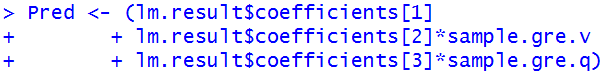 > Pred <- (lm.result$coefficients[1]
+       + lm.result$coefficients[2]*sample.gre.v
+       + lm.result$coefficients[3]*sample.gre.q)